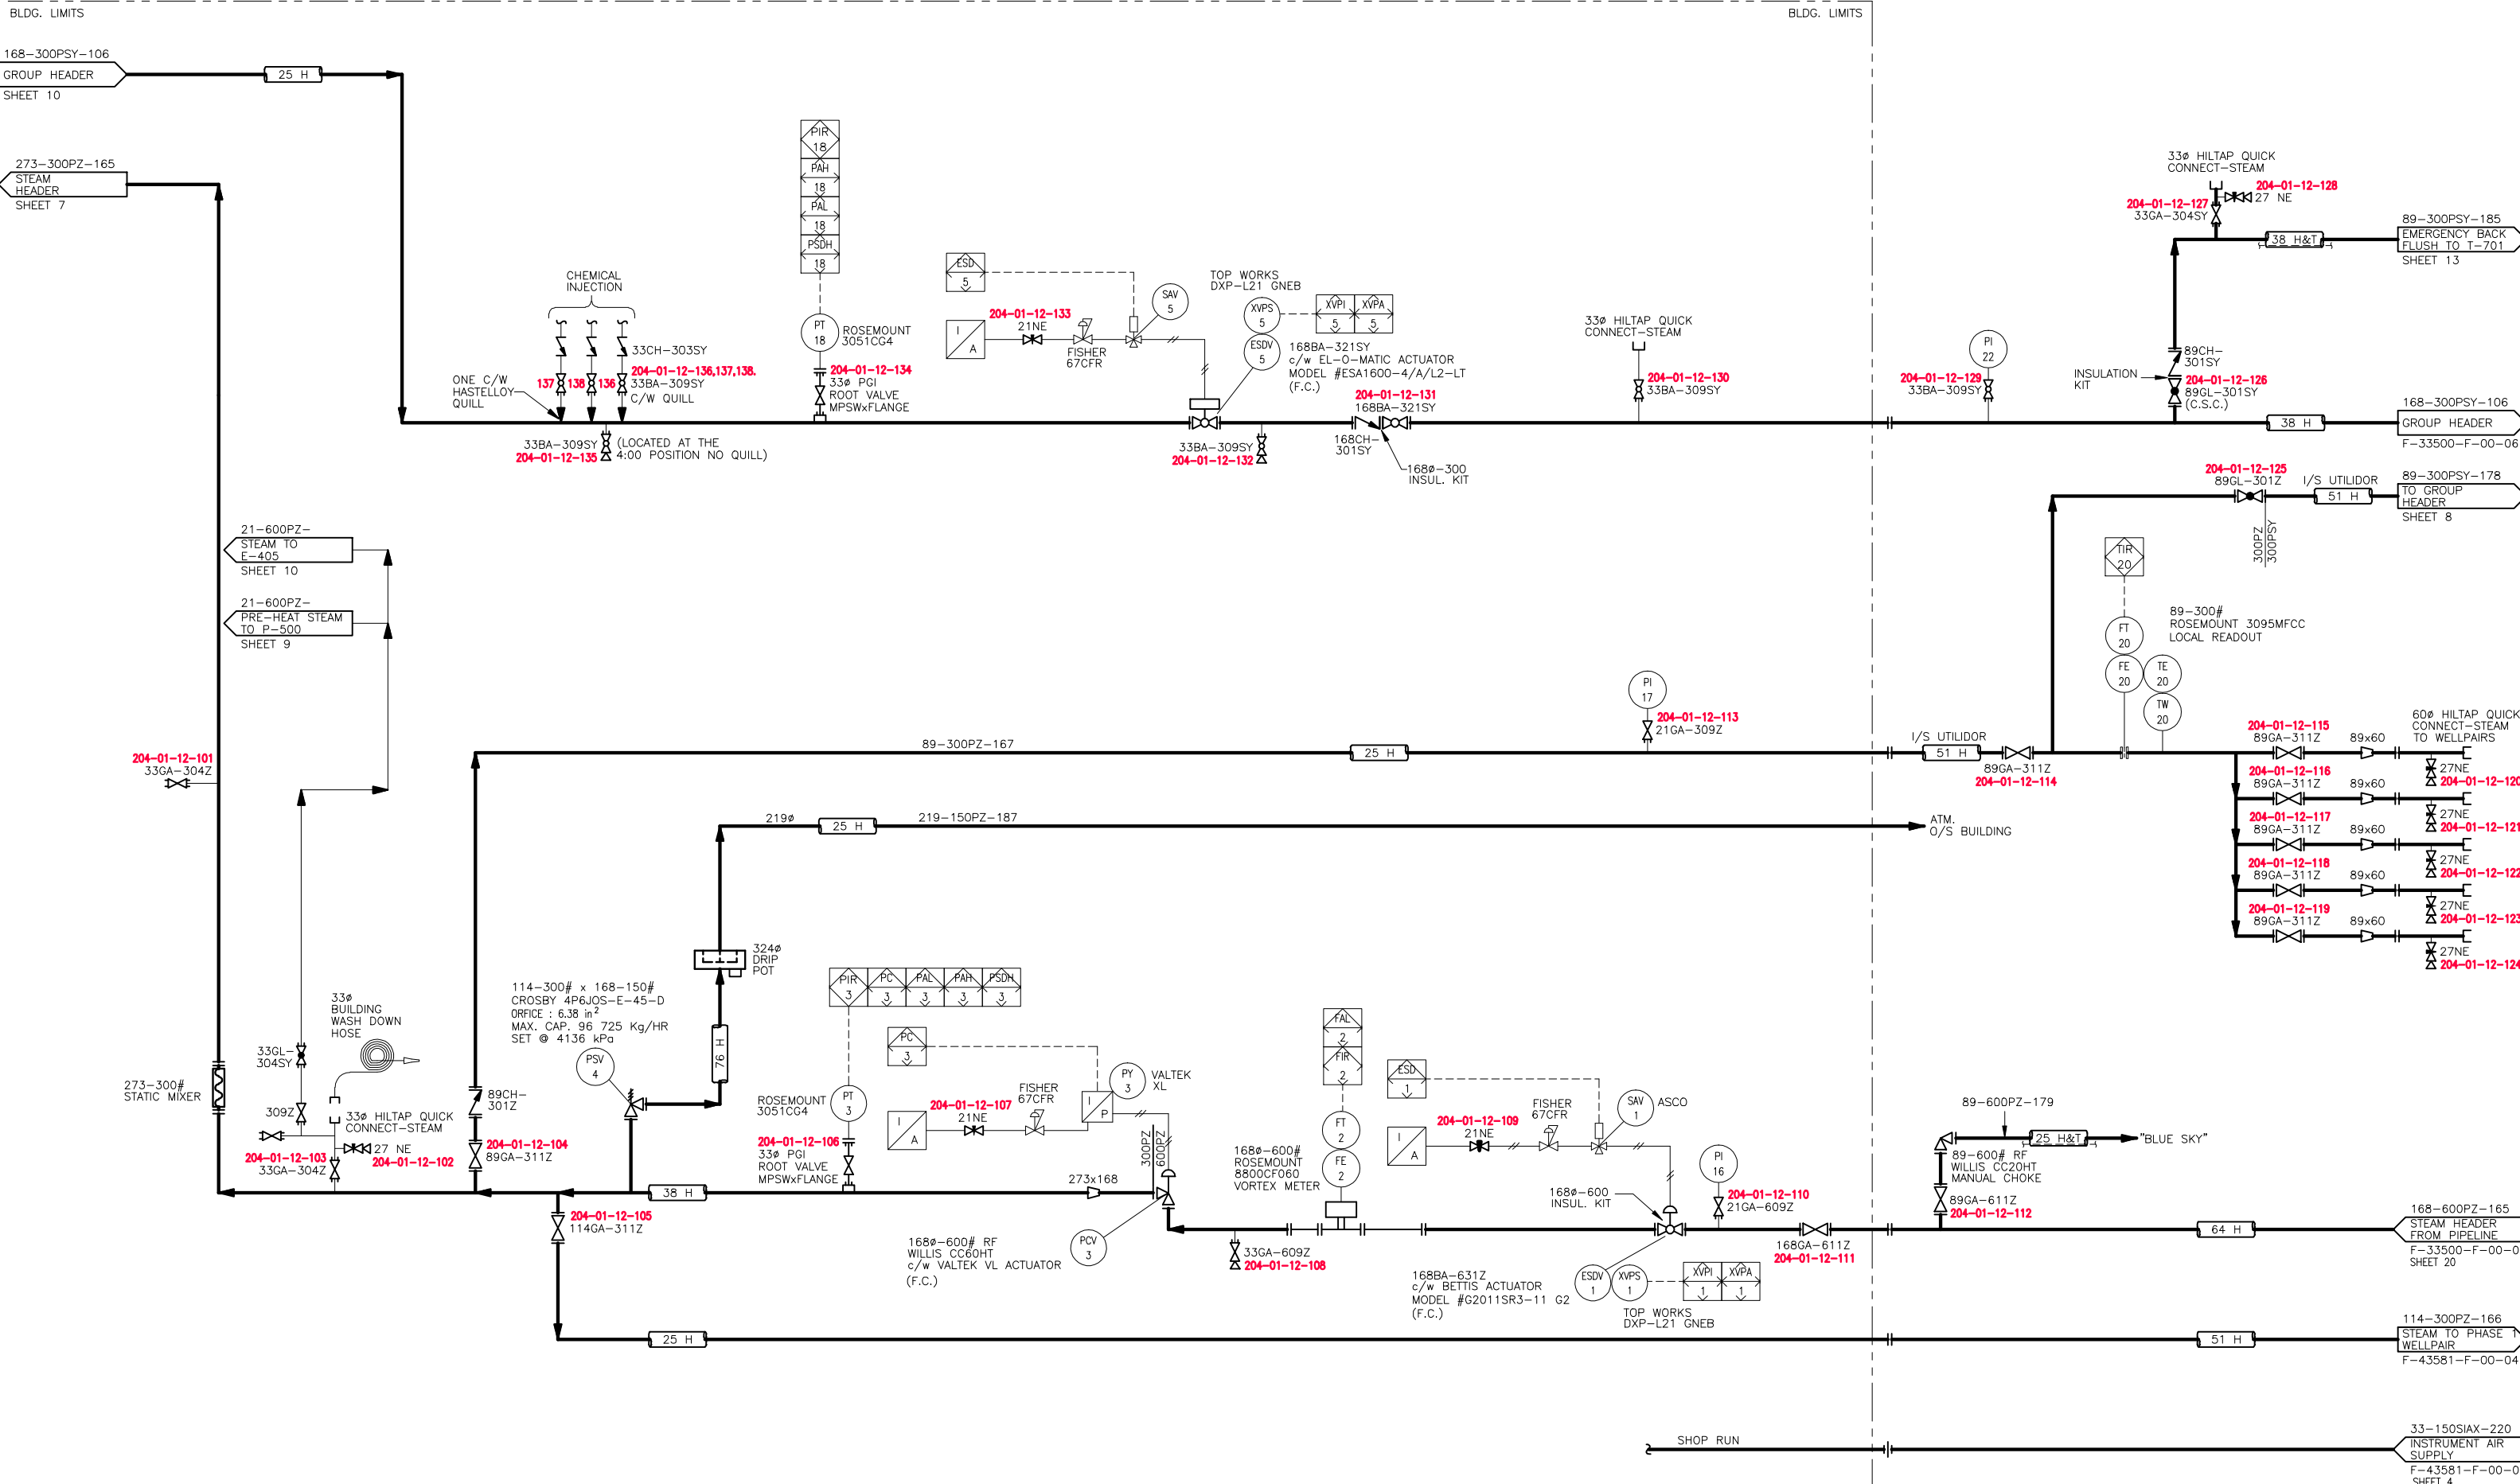 BLDG. LIMITS
BLDG. LIMITS
168-300PSY-106
GROUP HEADER
SHEET 10
25 H
273-300PZ-165
STEAM
HEADER
SHEET 7
CHEMICAL
INJECTION
33CH-303SY
204-01-12-136,137,138.
33BA-309SY
C/W QUILL
137
138
136
ONE C/W
HASTELLOY
QUILL
33BA-309SY
204-01-12-135
(LOCATED AT THE
4:00 POSITION NO QUILL)
PIR
18
PAH
18
PAL
18
PSDH
18
PT
18
ROSEMOUNT
3051CG4
204-01-12-134
33ø PGI
ROOT VALVE
MPSWxFLANGE
ESD
5
I
A
204-01-12-133
21NE
FISHER
67CFR
SAV
5
TOP WORKS
DXP-L21 GNEB
XVPS
5
ESDV
5
XVPI
5
XVPA
5
168BA-321SY
c/w EL-O-MATIC ACTUATOR
MODEL #ESA1600-4/A/L2-LT
(F.C.)
33BA-309SY
204-01-12-132
204-01-12-131
168BA-321SY
168CH-
301SY
168ø-300
INSUL. KIT
33ø HILTAP QUICK
CONNECT-STEAM
204-01-12-130
33BA-309SY
PI
22
204-01-12-129
33BA-309SY
33ø HILTAP QUICK
CONNECT-STEAM
204-01-12-128
27 NE
204-01-12-127
33GA-304SY
38 H&T
89-300PSY-185
EMERGENCY BACK
FLUSH TO T-701
SHEET 13
89CH-
301SY
INSULATION
KIT
204-01-12-126
89GL-301SY
(C.S.C.)
38 H
168-300PSY-106
GROUP HEADER
F-33500-F-00-06
204-01-12-125
89GL-301Z
I/S UTILIDOR
51 H
300PZ
300PSY
89-300PSY-178
TO GROUP
HEADER
SHEET 8
21-600PZ-
STEAM TO
E-405
SHEET 10
21-600PZ-
PRE-HEAT STEAM
TO P-500
SHEET 9
TIR
20
FT
20
FE
20
TE
20
TW
20
89-300#
ROSEMOUNT 3095MFCC
LOCAL READOUT
204-01-12-101
33GA-304Z
89-300PZ-167
25 H
PI
17
204-01-12-113
21GA-309Z
I/S UTILIDOR
51 H
89GA-311Z
204-01-12-114
60ø HILTAP QUICK
CONNECT-STEAM
TO WELLPAIRS
204-01-12-115
89GA-311Z
89x60
27NE
204-01-12-120
204-01-12-116
89GA-311Z
89x60
27NE
204-01-12-121
204-01-12-117
89GA-311Z
89x60
27NE
204-01-12-122
204-01-12-118
89GA-311Z
89x60
27NE
204-01-12-123
204-01-12-119
89GA-311Z
89x60
27NE
204-01-12-124
219ø
25 H
219-150PZ-187
ATM.
O/S BUILDING
324ø
DRIP
POT
76 H
114-300# x 168-150#
CROSBY 4P6JOS-E-45-D
ORFICE : 6.38 in²
MAX. CAP. 96 725 Kg/HR
SET @ 4136 kPa
PSV
4
33ø
BUILDING
WASH DOWN
HOSE
33GL-
304SY
309Z
33ø HILTAP QUICK
CONNECT-STEAM
27 NE
204-01-12-102
204-01-12-103
33GA-304Z
273-300#
STATIC MIXER
89CH-
301Z
204-01-12-104
89GA-311Z
204-01-12-105
114GA-311Z
38 H
PIR
3
PC
3
PAL
3
PAH
3
PSDH
3
PC
3
PT
3
ROSEMOUNT
3051CG4
204-01-12-106
33ø PGI
ROOT VALVE
MPSWxFLANGE
I
A
204-01-12-107
21NE
FISHER
67CFR
I
P
PY
3
VALTEK
XL
300PZ
600PZ
273x168
168ø-600# RF
WILLIS CC60HT
c/w VALTEK VL ACTUATOR
(F.C.)
PCV
3
33GA-609Z
204-01-12-108
FAL
2
FIR
2
FT
2
FE
2
168ø-600#
ROSEMOUNT
8800CF060
VORTEX METER
ESD
1
I
A
204-01-12-109
21NE
FISHER
67CFR
SAV
1
ASCO
168ø-600
INSUL. KIT
168BA-631Z
c/w BETTIS ACTUATOR
MODEL #G2011SR3-11 G2
(F.C.)
ESDV
1
XVPS
1
XVPI
1
XVPA
1
TOP WORKS
DXP-L21 GNEB
PI
16
204-01-12-110
21GA-609Z
168GA-611Z
204-01-12-111
89-600PZ-179
25 H&T
"BLUE SKY"
89-600# RF
WILLIS CC20HT
MANUAL CHOKE
89GA-611Z
204-01-12-112
64 H
168-600PZ-165
STEAM HEADER
FROM PIPELINE
F-33500-F-00-0
SHEET 20
25 H
51 H
114-300PZ-166
STEAM TO PHASE 1
WELLPAIR
F-43581-F-00-04
SHOP RUN
33-150SIAX-220
INSTRUMENT AIR
SUPPLY
F-43581-F-00-0
SHEET 4